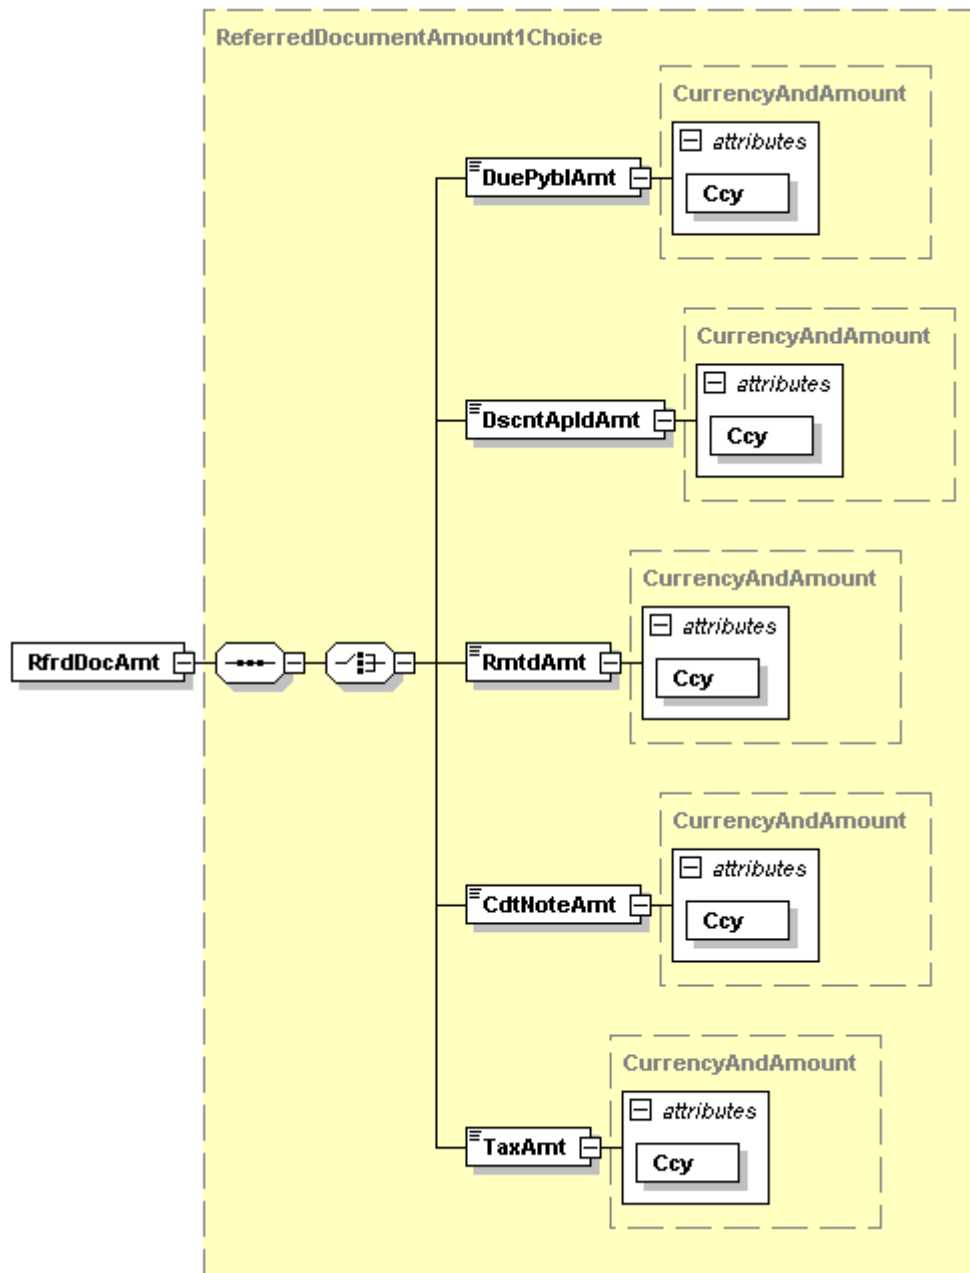 ReferredDocumentAmount1Choice
CurrencyAndAmount
attributes
DuePyblAmt
Ccy
CurrencyAndAmount
attributes
DscntApldAmt
Ccy
CurrencyAndAmount
attributes
RfrdDocAmt
RmtdAmt
Ccy
CurrencyAndAmount
attributes
CdtNoteAmt
Ccy
CurrencyAndAmount
attributes
TaxAmt
Ccy